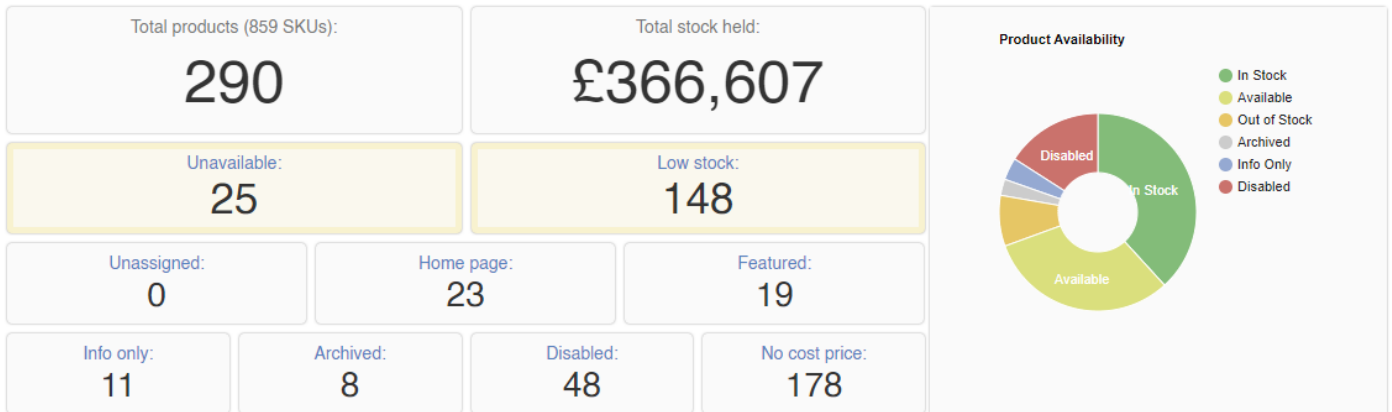 Total products (859 SKUs):
290
Total stock held:
£366,607
Unavailable:
25
Low stock:
148
Unassigned:
0
Home page:
23
Featured:
19
Info only:
11
Archived:
8
Disabled:
48
No cost price:
178
Product Availability
In Stock
Available
Out of Stock
Archived
Info Only
Disabled
Disabled
In Stock
Available